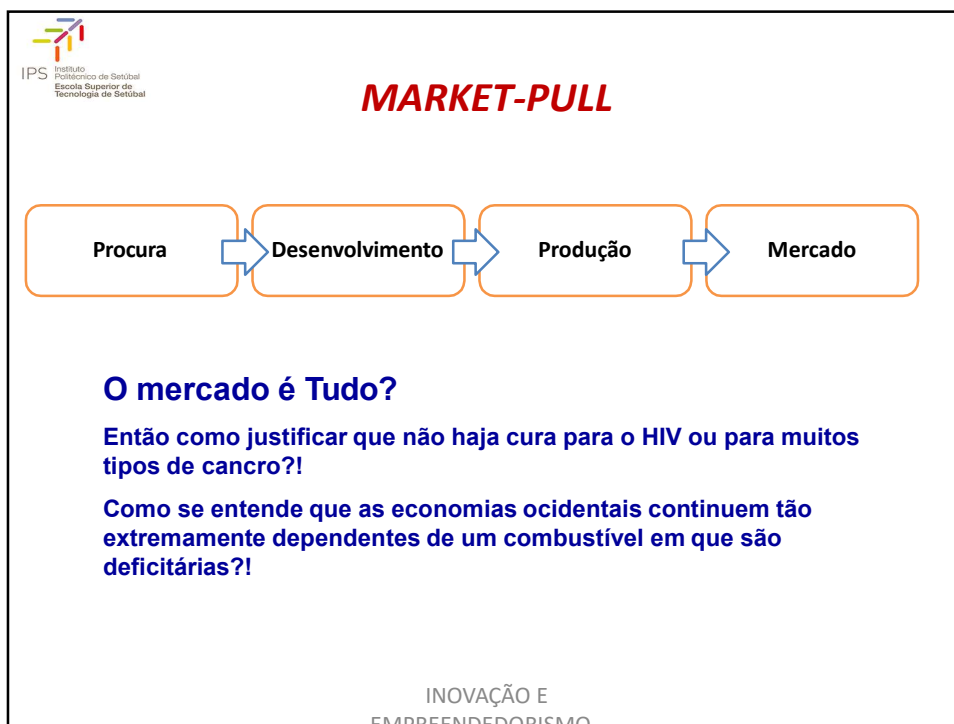 IPS Instituto
Politécnico de Setúbal
Escola Superior de
Tecnologia de Setúbal
MARKET-PULL
Procura Desenvolvimento Produção Mercado
O mercado é Tudo?
Então como justificar que não haja cura para o HIV ou para muitos
tipos de cancro?!
Como se entende que as economias ocidentais continuem tão
extremamente dependentes de um combustível em que são
deficitárias?!
INOVAÇÃO E
EMPREENDEDORISMO